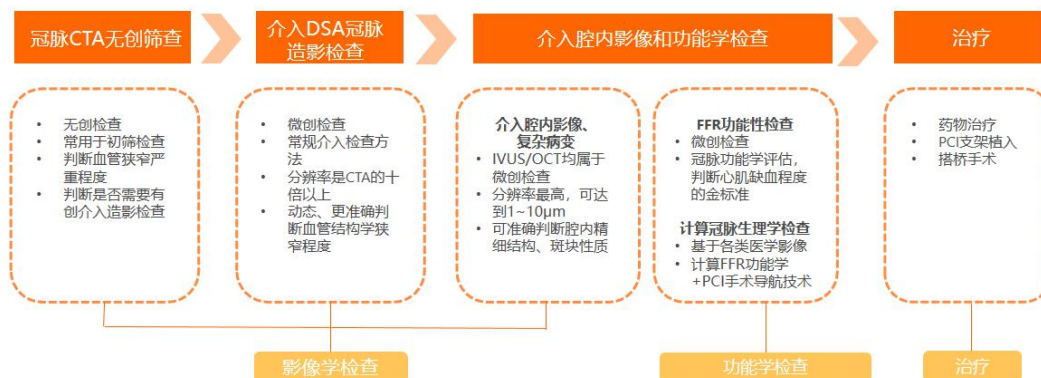 冠脉CTA无创筛查
介入DSA冠脉
造影检查
介入腔内影像和功能学检查
治疗
• 无创检查
• 常用于初筛检查
• 判断血管狭窄严
重程度
• 判断是否需要有
创介入造影检查
• 微创检查
• 常规介入检查方
法
• 分辨率是CTA的十
倍以上
• 动态、更准确判
断血管结构学狭
窄程度
介入腔内影像、
复杂病变
• IVUS/OCT均属于
微创检查
• 分辨率最高，可达
到1~10μm
• 可准确判断腔内精
细结构、斑块性质
FFR功能性检查
• 微创检查
• 冠脉功能学评估，
判断心肌缺血程度
的金标准
计算冠脉生理学检查
• 基于各类医学影像
• 计算FFR功能学
+PCI手术导航技术
• 药物治疗
• PCI支架植入
• 搭桥手术
影像学检查
功能学检查
治疗